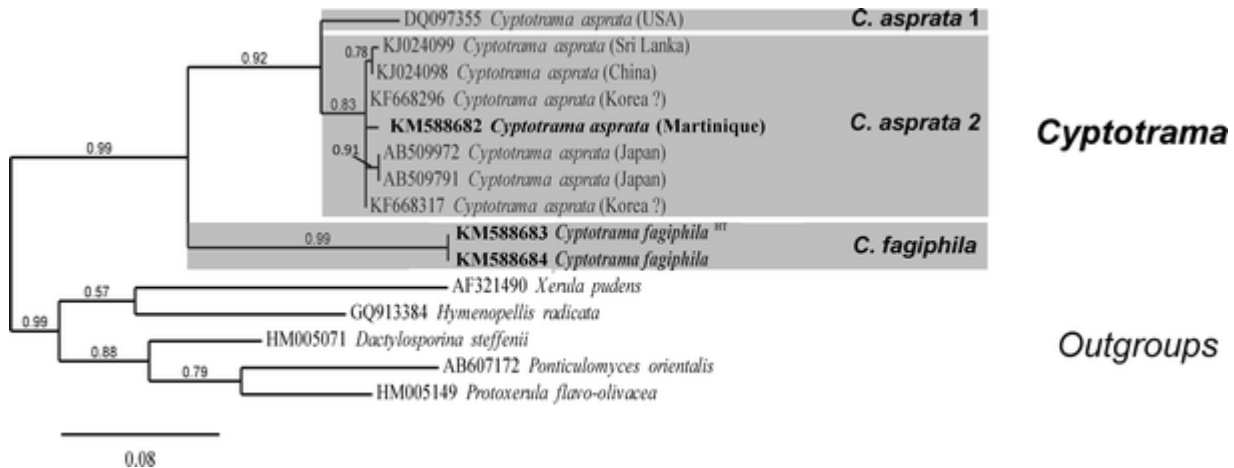 DQ097355 Cyptotrama asprata (USA)
C. asprata 1
0.92
KJ024099 Cyptotrama asprata (Sri Lanka)
0.78
KJ024098 Cyptotrama asprata (China)
KF668296 Cyptotrama asprata (Korea ?)
0.83
KM588682 Cyptotrama asprata (Martinique)
C. asprata 2
Cyptotrama
0.99
0.91
AB509972 Cyptotrama asprata (Japan)
AB509791 Cyptotrama asprata (Japan)
KF668317 Cyptotrama asprata (Korea ?)
0.99
KM588683 Cyptotrama fagiphila HT
C. fagiphila
KM588684 Cyptotrama fagiphila
0.57
AF321490 Xerula pudens
GQ913384 Hymenopellis radicata
0.99
HM005071 Dactylosporina steffenii
Outgroups
0.88
AB607172 Ponticulomyces orientalis
0.79
HM005149 Protoxerula flavo-olivacea
0.08